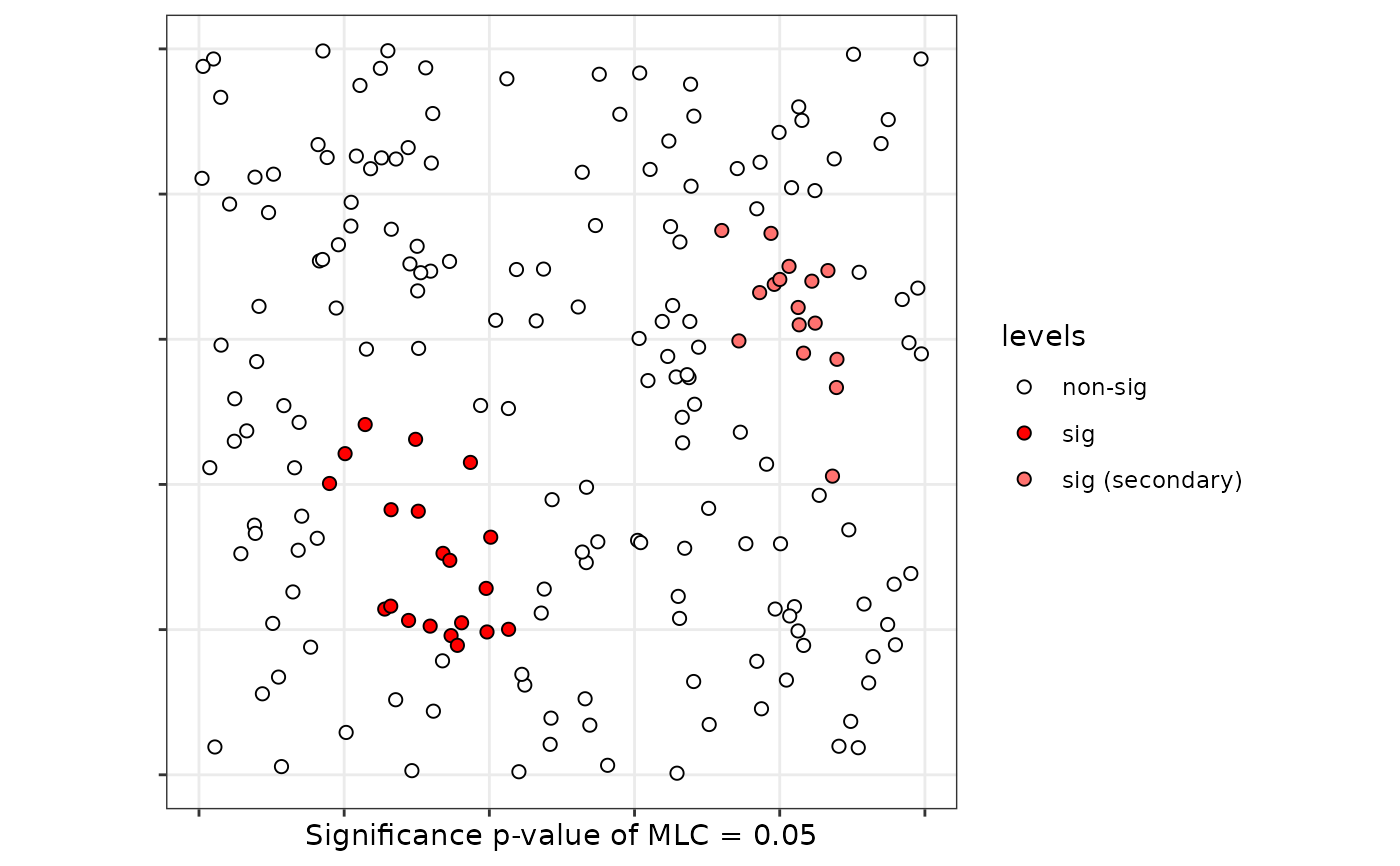 levels
non-sig
sig
sig (secondary)
Significance p-value of MLC = 0.05